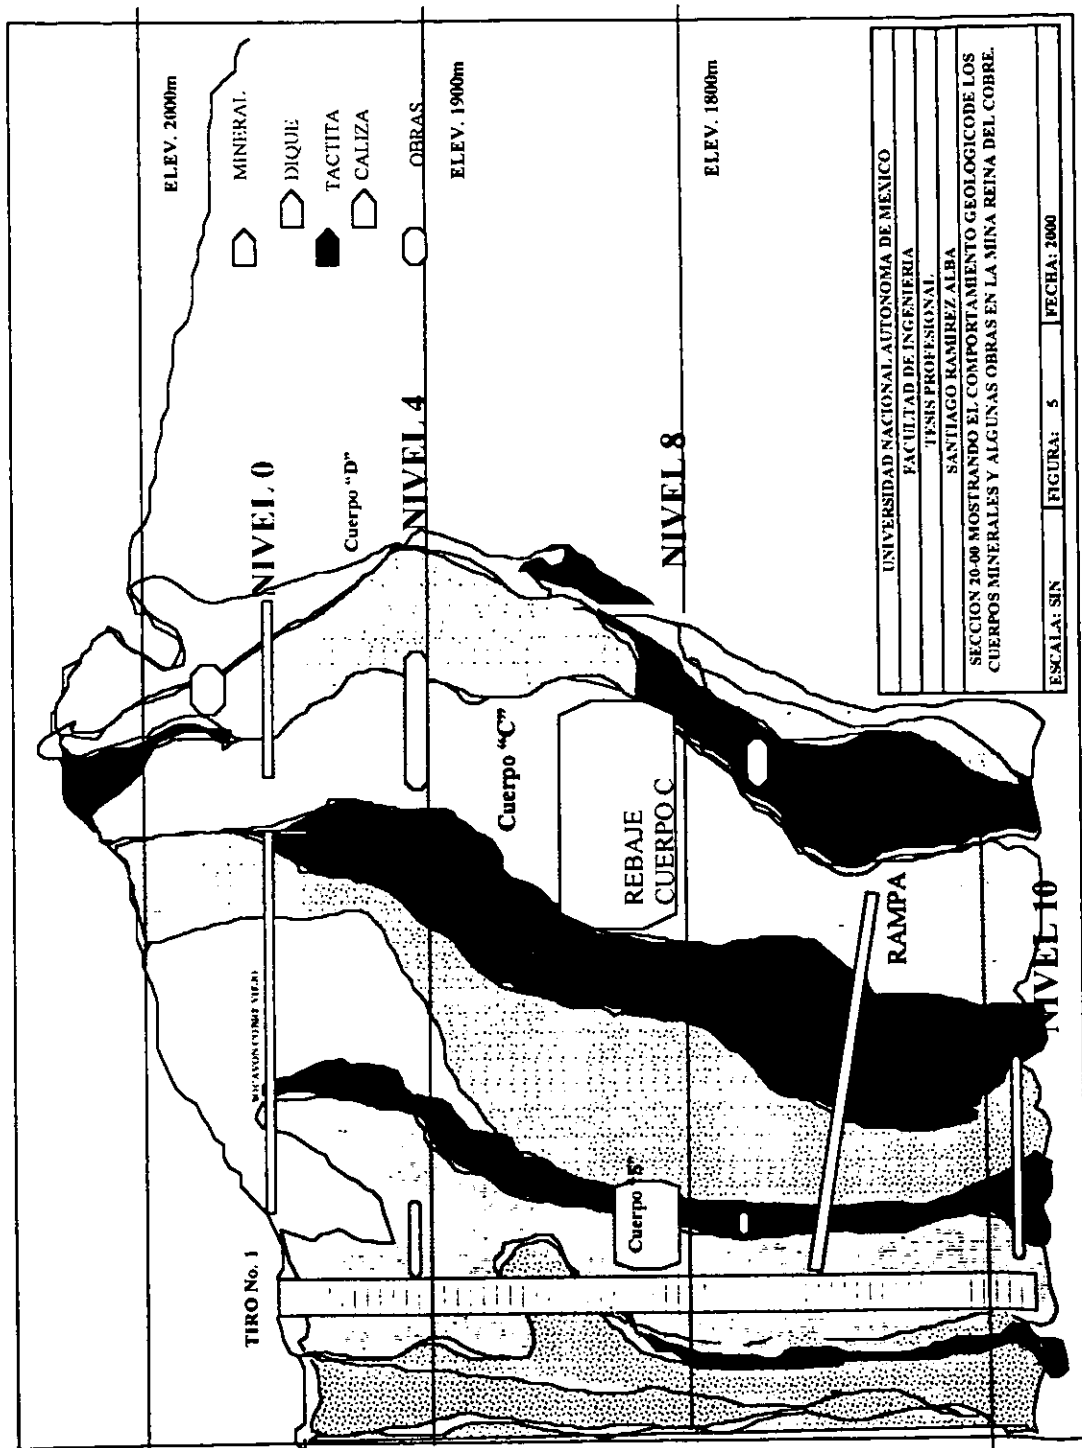 TIRO No. 1
ELEV. 2000m
MINERAL
DIQUE
TACTITA
CALIZA
OBRAS
NIVEL 0
Cuerpo "D"
NIVEL 4
ELEV. 1900m
Cuerpo "C"
REBAJE
CUERPO C
NIVEL 8
ELEV. 1800m
Cuerpo
RAMPA
NIVEL 10
UNIVERSIDAD NACIONAL AUTONOMA DE MEXICO
FACULTAD DE INGENIERIA
TESIS PROFESIONAL
SANTIAGO RAMIREZ ALBA
SECCION 20-00 MOSTRANDO EL COMPORTAMIENTO GEOLOGICODE LOS
CUERPOS MINERALES Y ALGUNAS OBRAS EN LA MINA REINA DEL COBRE.
ESCALA: SIN FIGURA: 5 FECHA: 2000